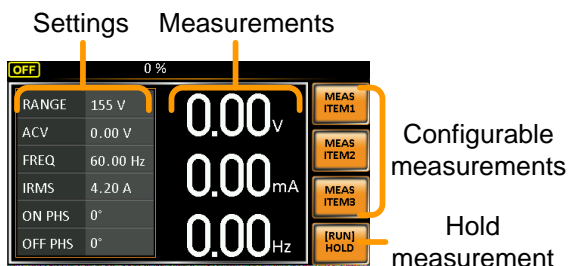 Settings Measurements
OFF 0 %
RANGE 155 V
ACV 0.00 V
FREQ 60.00 Hz
IRMS 4.20 A
ON PHS 0°
OFF PHS 0°
0.00V
0.00mA
0.00Hz
MEAS
ITEM1
MEAS
ITEM2
MEAS
ITEM3
[RUN]
HOLD
Configurable
measurements
Hold
measurement